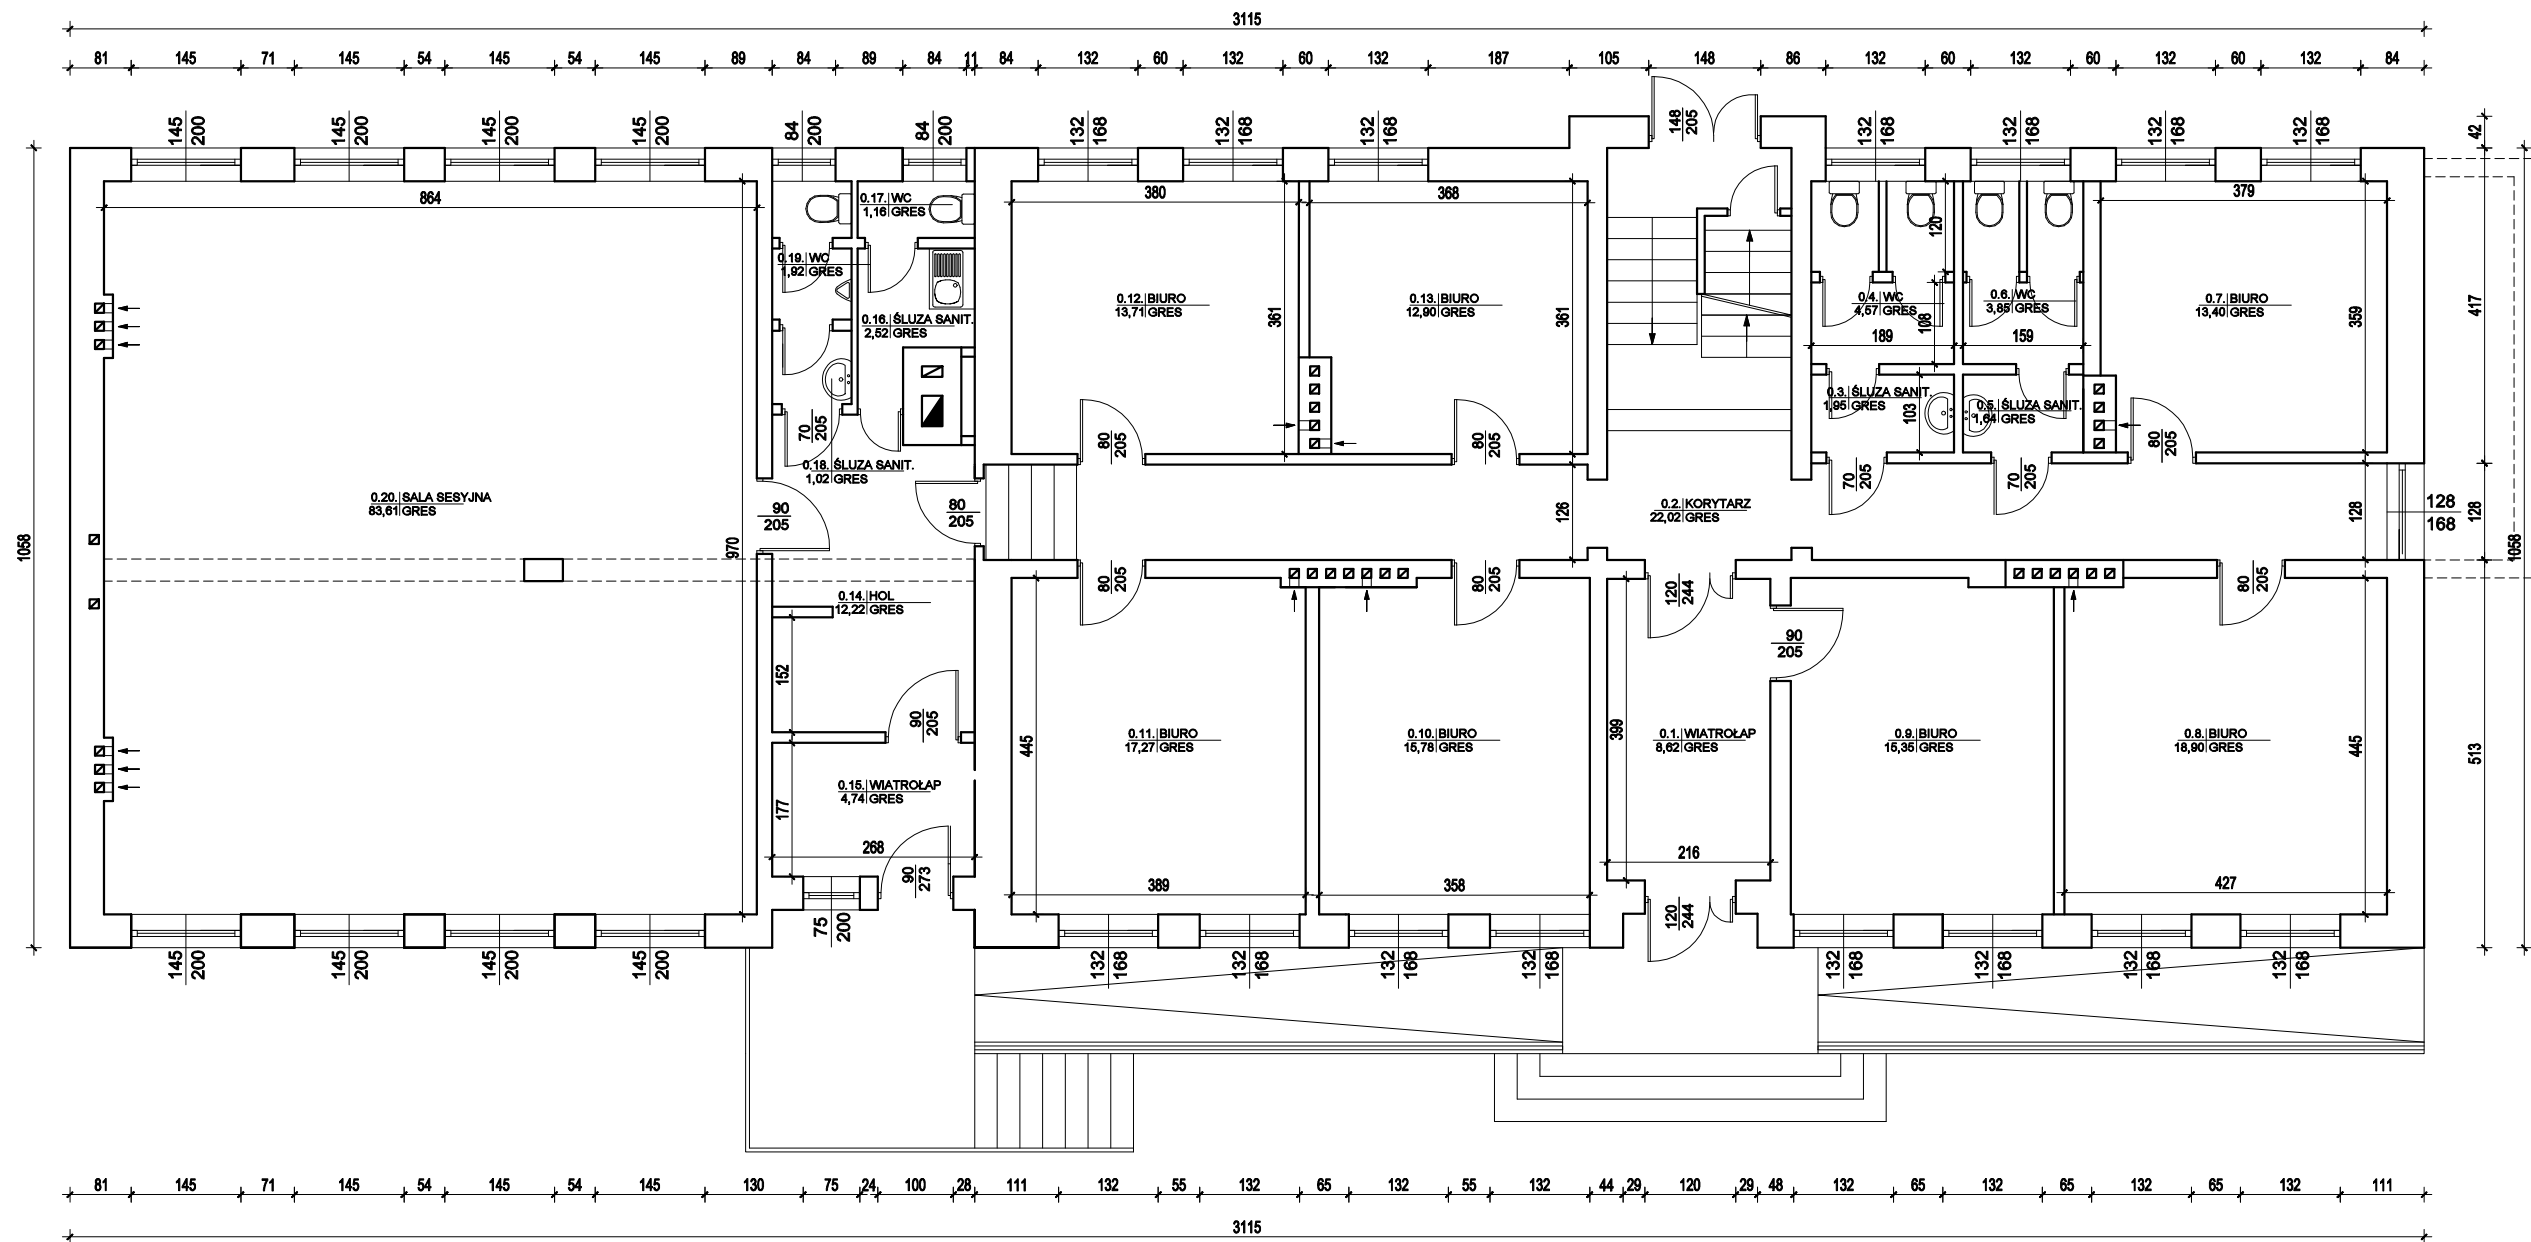 3115
81 145 71 145 54 145 54 145 89 84 89 84 11 84 132 60 132 60 132 187 105 148 86 132 60 132 60 132 60 132 84
145
200
145
200
145
200
145
200
84
200
84
200
132
168
132
168
132
168
148
205
132
168
132
168
132
168
132
168
42
864
380
368
379
0.17. WC
1,16 GRES
120
0.19. WC
1,92 GRES
0.12. BIURO
13,71 GRES
0.13. BIURO
12,90 GRES
0.4. WC
4,57 GRES
0.6. WC
3,85 GRES
0.7. BIURO
13,40 GRES
0.16. ŚLUZA SANIT.
2,52 GRES
361
361
108
359
417
189
159
0.3. ŚLUZA SANIT.
1,95 GRES
103
0.5. ŚLUZA SANIT.
1,64 GRES
70
205
80
205
80
205
80
205
0.18. ŚLUZA SANIT.
1,02 GRES
70
205
70
205
0.20. SALA SESYJNA
83,61 GRES
90
205
80
205
126
0.2. KORYTARZ
22,02 GRES
128
128
128
168
1058
970
1058
80
205
80
205
120
244
80
205
0.14. HOL
12,22 GRES
90
205
152
90
205
445
0.11. BIURO
17,27 GRES
0.10. BIURO
15,78 GRES
399
0.1. WIATROŁAP
8,62 GRES
0.9. BIURO
15,35 GRES
0.8. BIURO
18,90 GRES
445
513
0.15. WIATROŁAP
4,74 GRES
177
268
216
90
273
389
358
427
75
200
120
244
145
200
145
200
145
200
145
200
132
168
132
168
132
168
132
168
132
168
132
168
132
168
132
168
81 145 71 145 54 145 54 145 130 75 24 100 28 111 132 55 132 65 132 55 132 44 29 120 29 48 132 65 132 65 132 65 132 111
3115